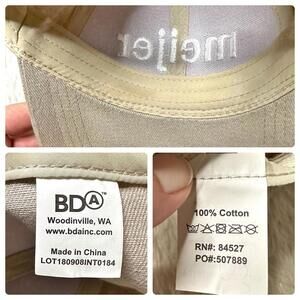 meijer
BDA
Woodinville, WA
www.bdainc.com
Made in China
LOT180908INT0184
100% Cotton
RN#: 84527
PO#:507889